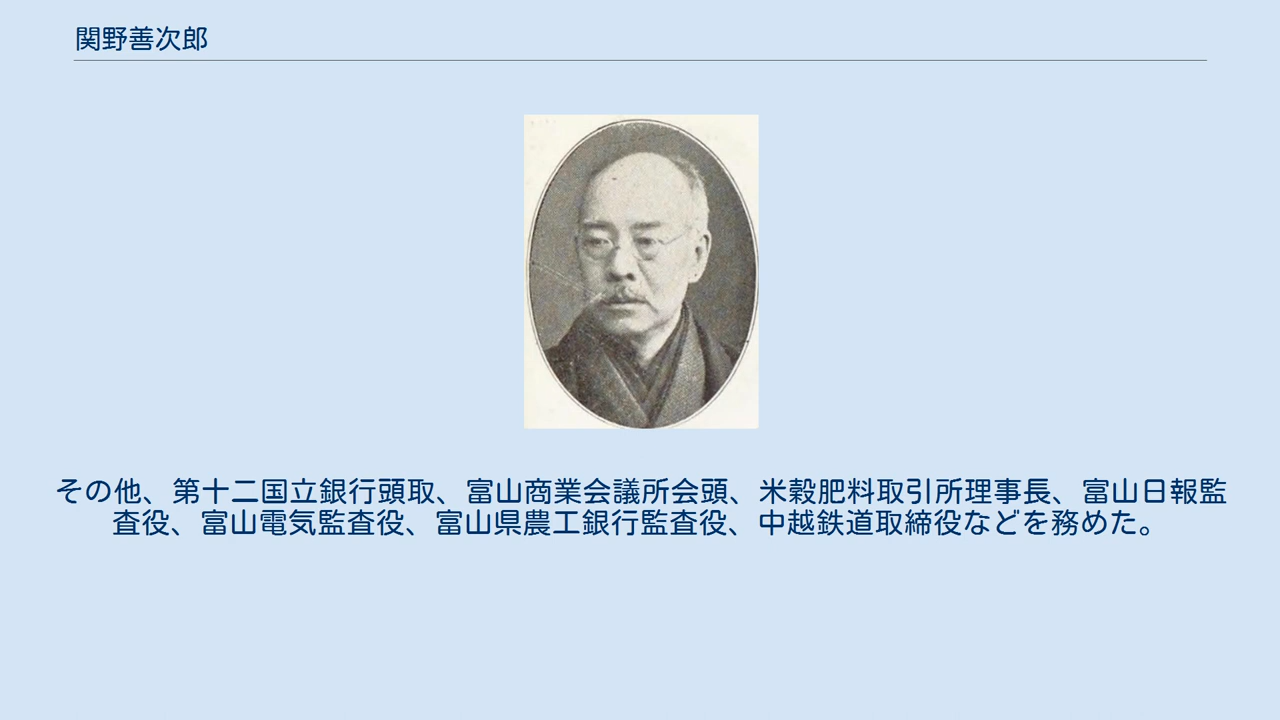 関野善次郎
その他、第十二国立銀行頭取、富山商業会議所会頭、米穀肥料取引所理事長、富山日報監
査役、富山電気監査役、富山県農工銀行監査役、中越鉄道取締役などを務めた。